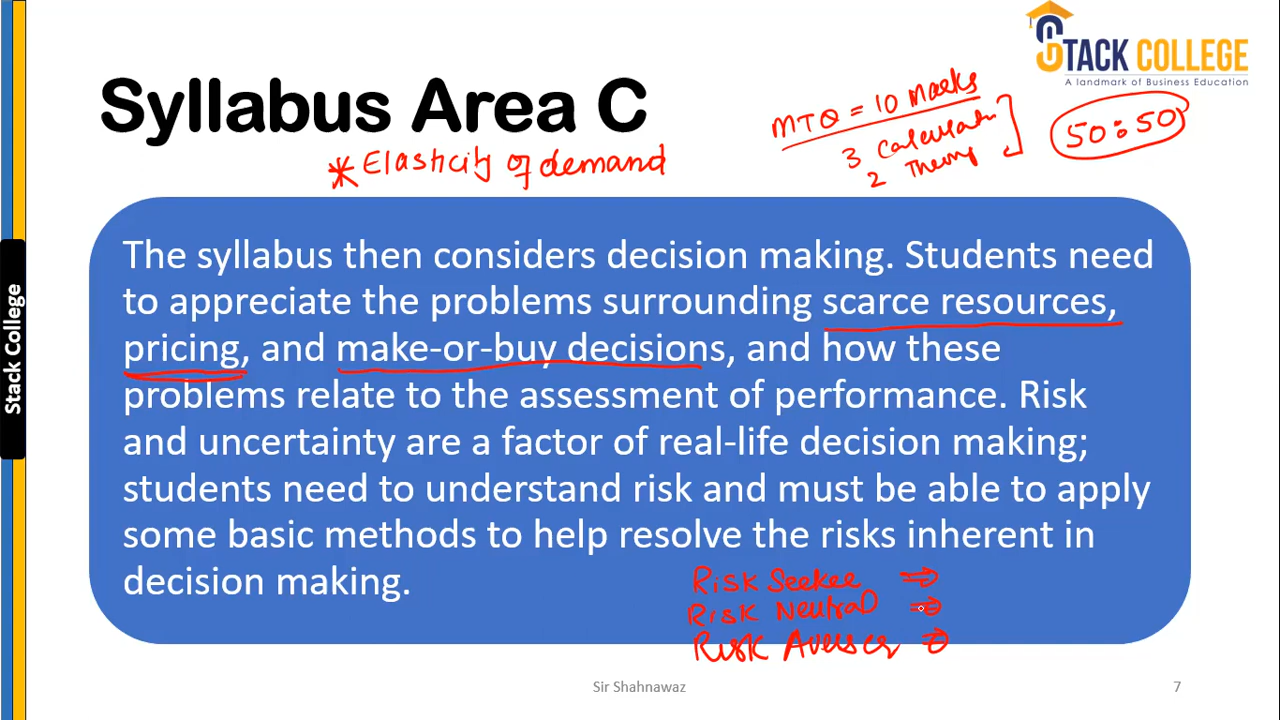 STACK COLLEGE
A landmark of Business Education
Syllabus Area C
MTQ = 10 Marks
3 Calculation
2 Theory
50:50
* Elasticity of demand
The syllabus then considers decision making. Students need
to appreciate the problems surrounding scarce resources,
pricing, and make-or-buy decisions, and how these
problems relate to the assessment of performance. Risk
and uncertainty are a factor of real-life decision making;
students need to understand risk and must be able to apply
some basic methods to help resolve the risks inherent in
decision making.
Risk Seeker ⇒
Risk Neutral ⇒
Risk Averser ⇒
Stack College
Sir Shahnawaz
7